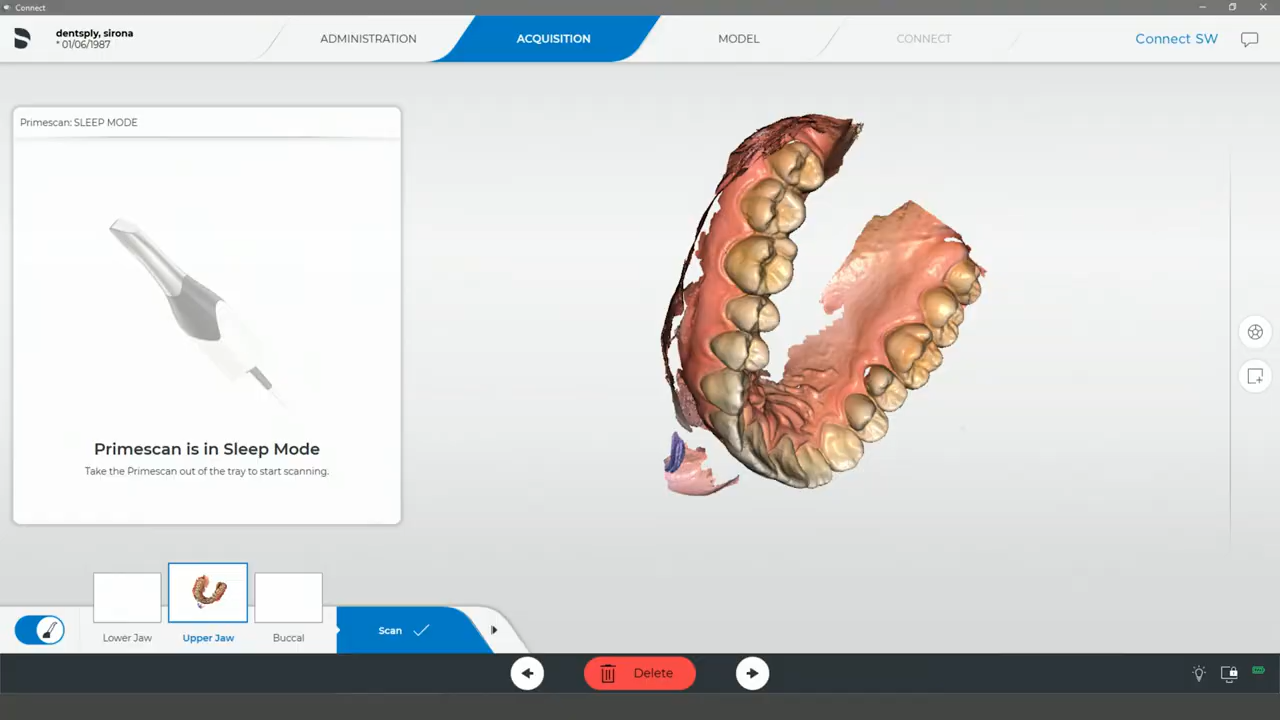 Connect
dentsply, sirona
* 01/06/1987
ADMINISTRATION
ACQUISITION
MODEL
CONNECT
Connect SW
Primescan: SLEEP MODE
Primescan is in Sleep Mode
Take the Primescan out of the tray to start scanning.
Lower Jaw
Upper Jaw
Buccal
Scan
Delete